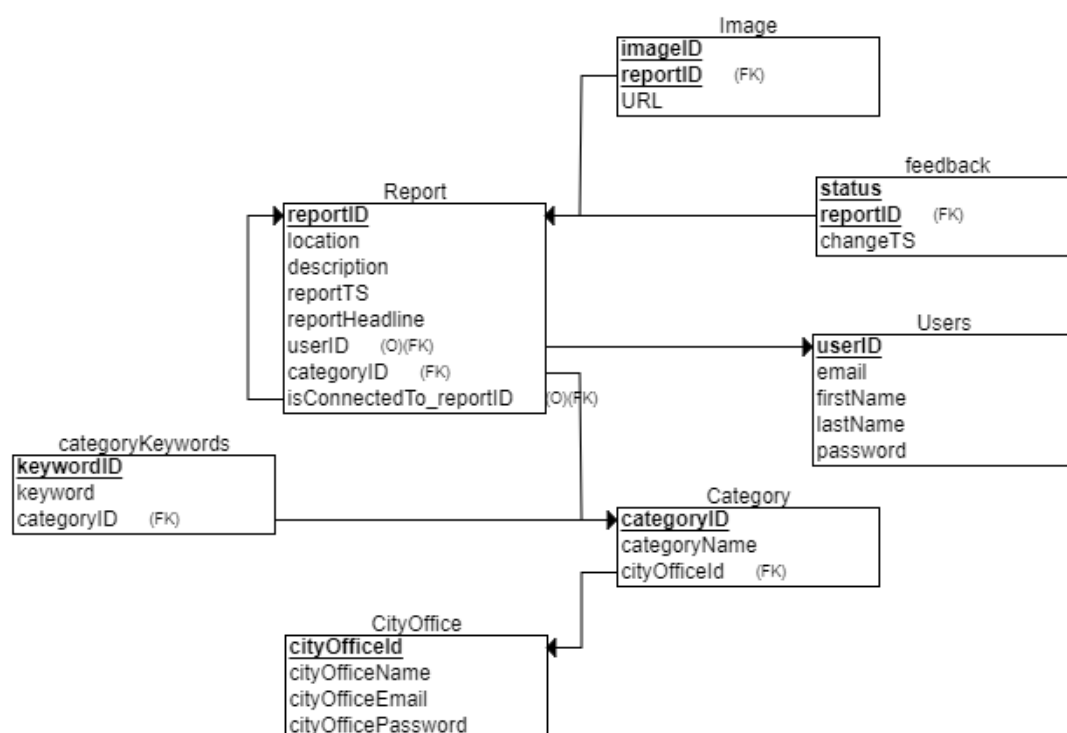 Image
imageID
reportID (FK)
URL
feedback
status
reportID (FK)
changeTS
Report
reportID
location
description
reportTS
reportHeadline
userID (O)(FK)
categoryID (FK)
isConnectedTo_reportID (O)(FK)
Users
userID
email
firstName
lastName
password
categoryKeywords
keywordID
keyword
categoryID (FK)
Category
categoryID
categoryName
cityOfficeId (FK)
CityOffice
cityOfficeId
cityOfficeName
cityOfficeEmail
cityOfficePassword